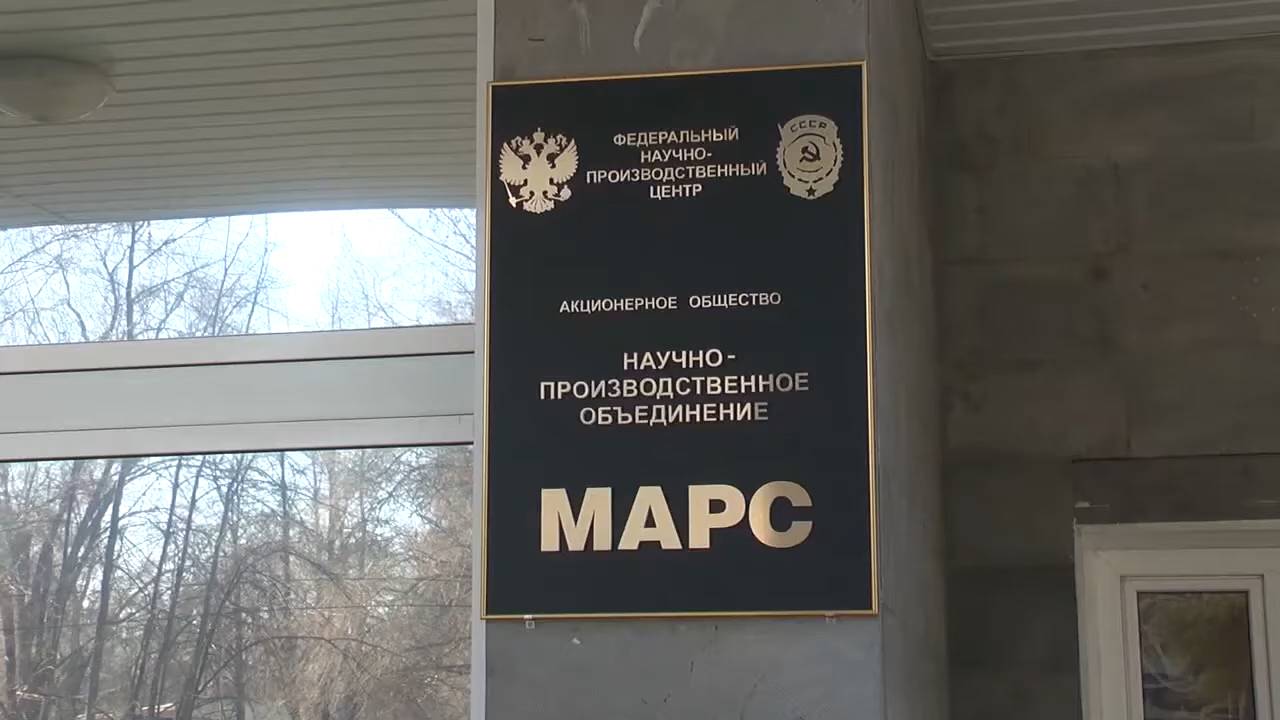 ФЕДЕРАЛЬНЫЙ
НАУЧНО-
ПРОИЗВОДСТВЕННЫЙ
ЦЕНТР
СССР
АКЦИОНЕРНОЕ ОБЩЕСТВО
НАУЧНО-
ПРОИЗВОДСТВЕННОЕ
ОБЪЕДИНЕНИЕ
МАРС